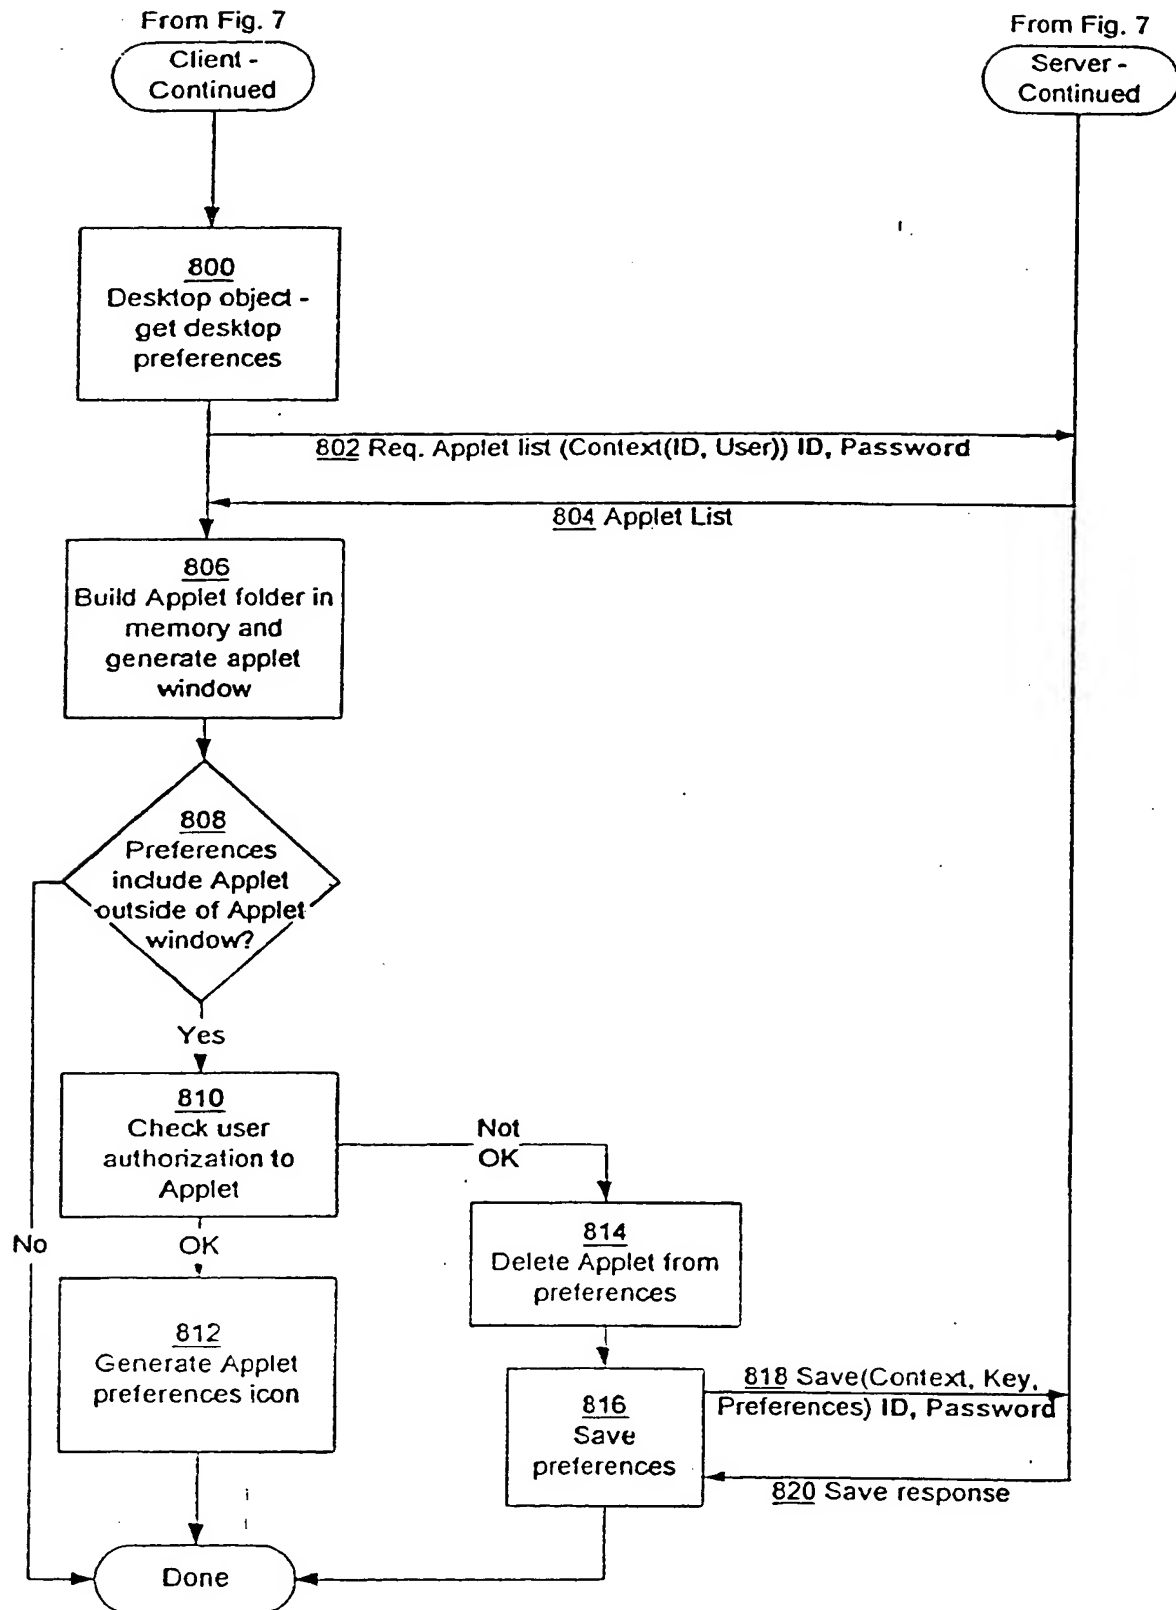 From Fig. 7
Client -
Continued
From Fig. 7
Server -
Continued
800
Desktop object -
get desktop
preferences
802 Req. Applet list (Context(ID, User)) ID, Password
804 Applet List
806
Build Applet folder in
memory and
generate applet
window
808
Preferences
include Applet
outside of Applet
window?
Yes
810
Check user
authorization to
Applet
Not
OK
No
OK
814
Delete Applet from
preferences
812
Generate Applet
preferences icon
816
Save
preferences
818 Save(Context, Key,
Preferences) ID, Password
820 Save response
Done